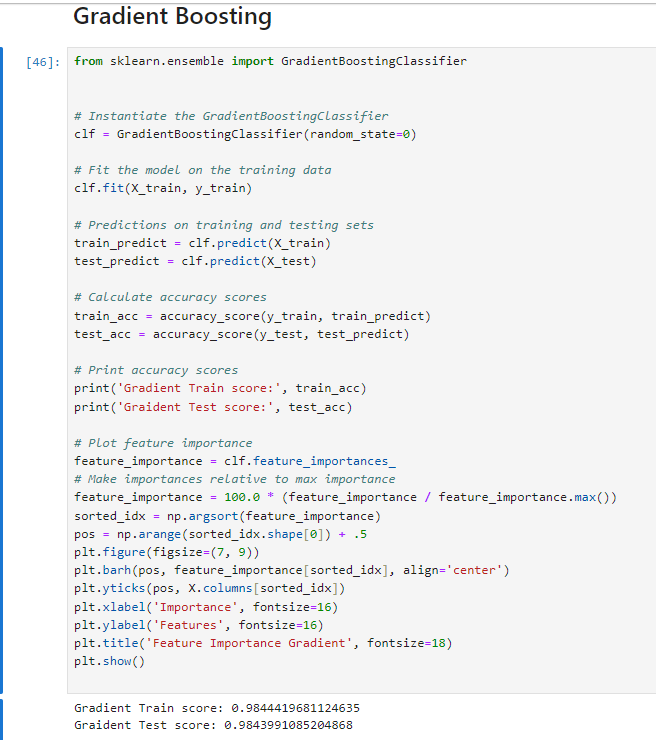 Gradient Boosting
[46]: from sklearn.ensemble import GradientBoostingClassifier
# Instantiate the GradientBoostingClassifier
clf = GradientBoostingClassifier(random_state=0)
# Fit the model on the training data
clf.fit(X_train, y_train)
# Predictions on training and testing sets
train_predict = clf.predict(X_train)
test_predict = clf.predict(X_test)
# Calculate accuracy scores
train_acc = accuracy_score(y_train, train_predict)
test_acc = accuracy_score(y_test, test_predict)
# Print accuracy scores
print('Gradient Train score:', train_acc)
print('Graident Test score:', test_acc)
# Plot feature importance
feature_importance = clf.feature_importances_
# Make importances relative to max importance
feature_importance = 100.0 * (feature_importance / feature_importance.max())
sorted_idx = np.argsort(feature_importance)
pos = np.arange(sorted_idx.shape[0]) + .5
plt.figure(figsize=(7, 9))
plt.barh(pos, feature_importance[sorted_idx], align='center')
plt.yticks(pos, X.columns[sorted_idx])
plt.xlabel('Importance', fontsize=16)
plt.ylabel('Features', fontsize=16)
plt.title('Feature Importance Gradient', fontsize=18)
plt.show()
Gradient Train score: 0.9844419681124635
Graident Test score: 0.9843991085204868